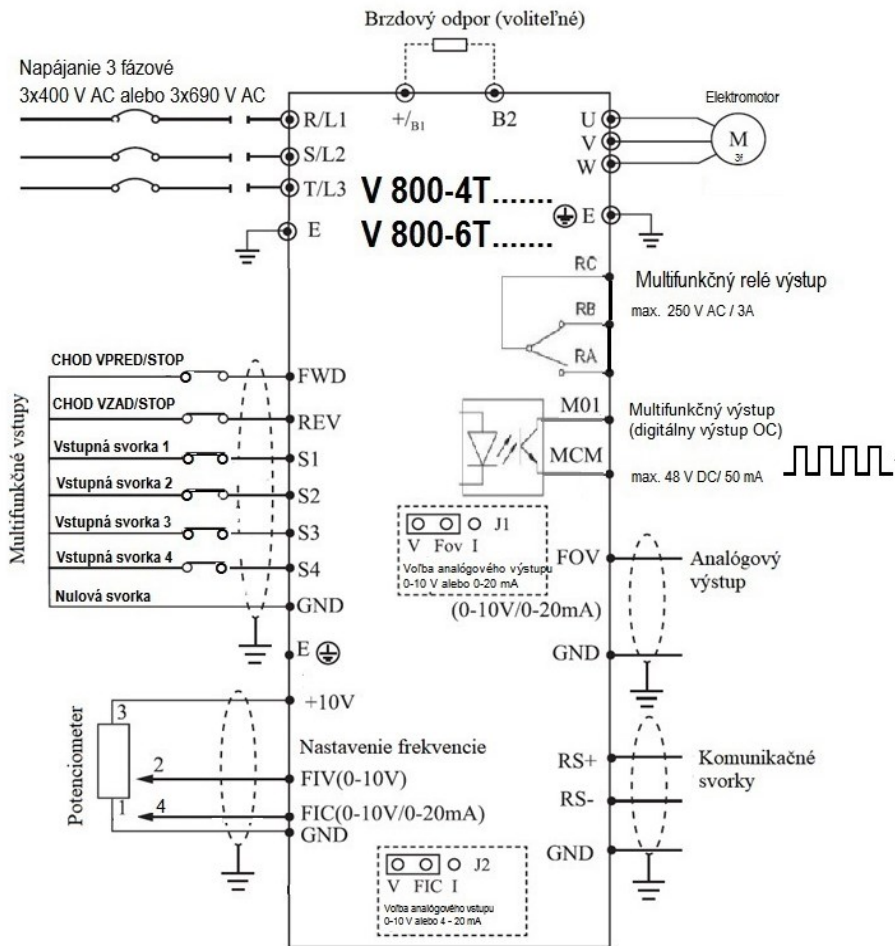 Brzdový odpor (voliteľné)
Napájanie 3 fázové
3x400 V AC alebo 3x690 V AC
Elektromotor
R/L1
+/B1
B2
U
V
W
M
3f
S/L2
T/L3
V 800-4T.......
E
E
V 800-6T.......
RC
Multifunkčný relé výstup
RB
max. 250 V AC / 3A
RA
Multifunkčné vstupy
CHOD VPRED/STOP
FWD
CHOD VZAD/STOP
REV
Vstupná svorka 1
S1
Vstupná svorka 2
S2
Vstupná svorka 3
S3
Vstupná svorka 4
S4
Nulová svorka
GND
E
M01
Multifunkčný výstup
(digitálny výstup OC)
MCM
max. 48 V DC/ 50 mA
J1
V Fov I
Voľba analógového výstupu
0-10 V alebo 0-20 mA
FOV
Analógový
výstup
(0-10V/0-20mA)
GND
+10V
Potenciometer
3
2
1
4
Nastavenie frekvencie
FIV(0-10V)
FIC(0-10V/0-20mA)
GND
RS+
Komunikačné
svorky
RS-
GND
J2
V FIC I
Voľba analógového vstupu
0-10 V alebo 4 - 20 mA